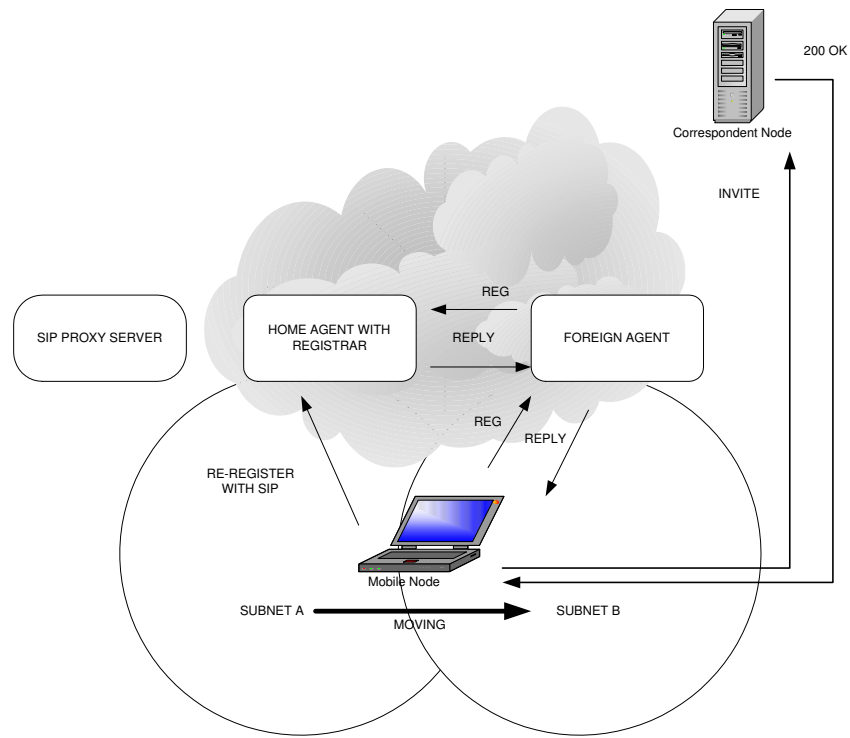 200 OK
Correspondent Node
INVITE
REG
SIP PROXY SERVER
HOME AGENT WITH
REGISTRAR
REPLY
FOREIGN AGENT
REG
REPLY
RE-REGISTER
WITH SIP
Mobile Node
SUBNET A
MOVING
SUBNET B